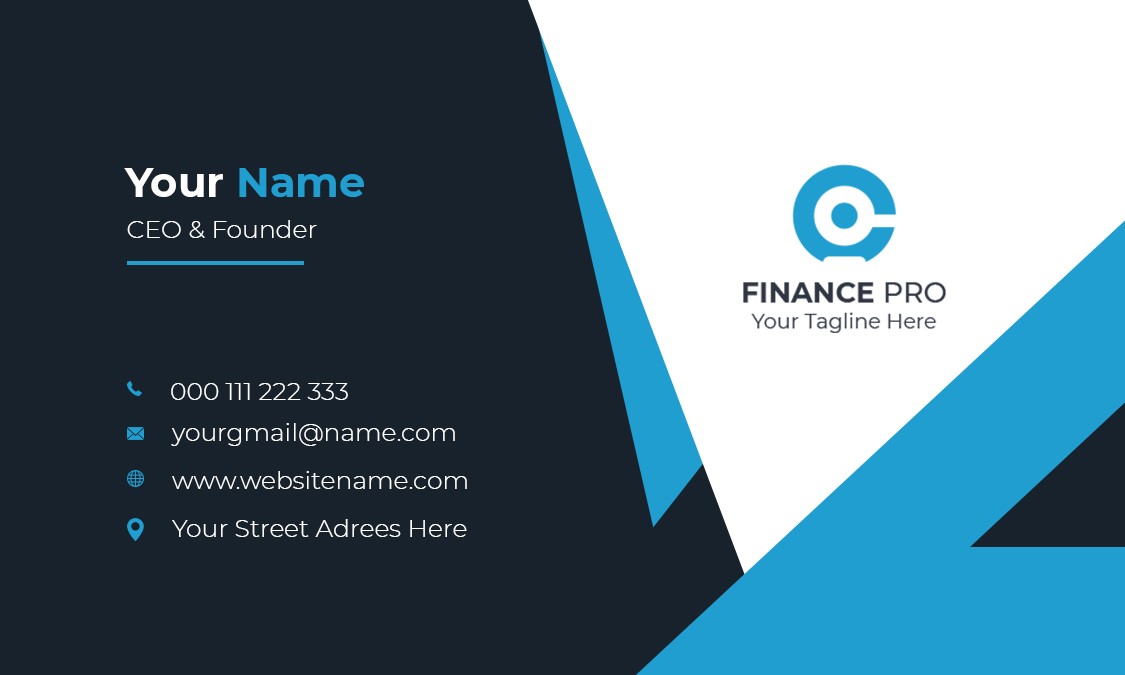 Your Name
CEO & Founder
000 111 222 333
yourgmail@name.com
www.websitename.com
Your Street Adrees Here
FINANCE PRO
Your Tagline Here